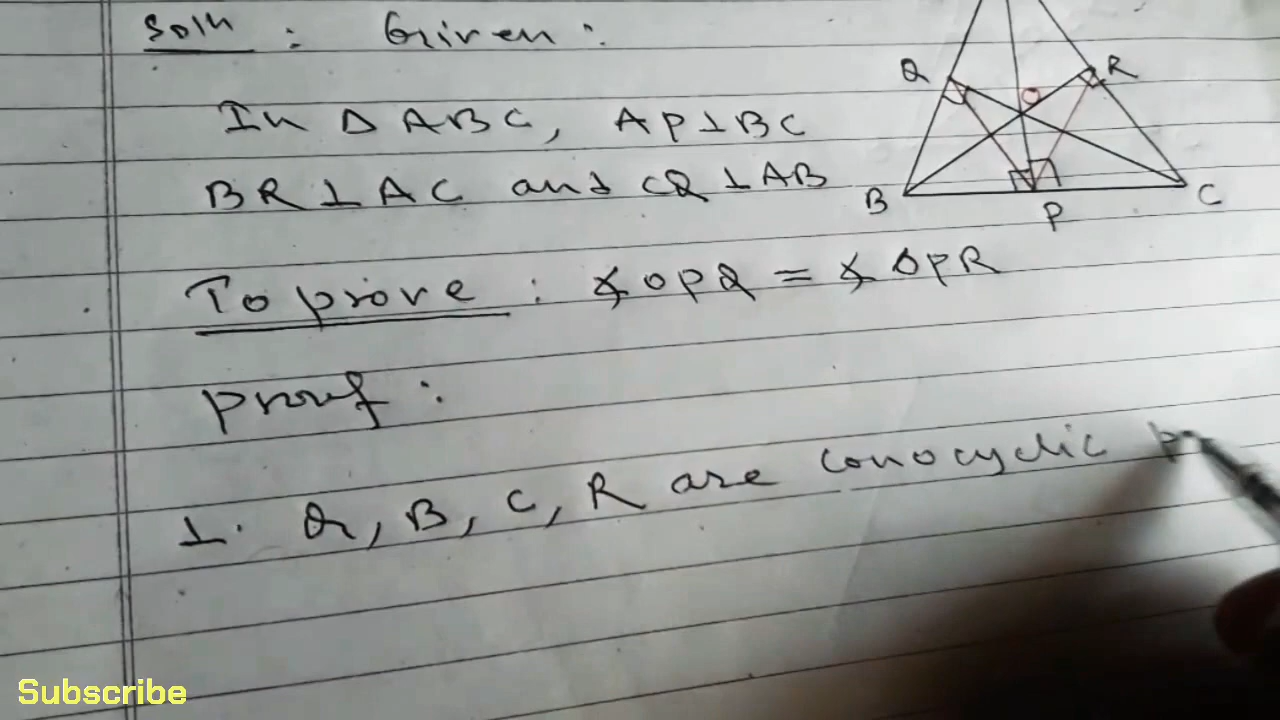 Soln : Given :
In Δ ABC, AP⊥BC
BR⊥AC and CQ⊥AB
To prove : ∡OPQ = ∡OPR
Proof :
1. Q, B, C, R are conocyclic
Q
R
O
B
P
C
Subscribe